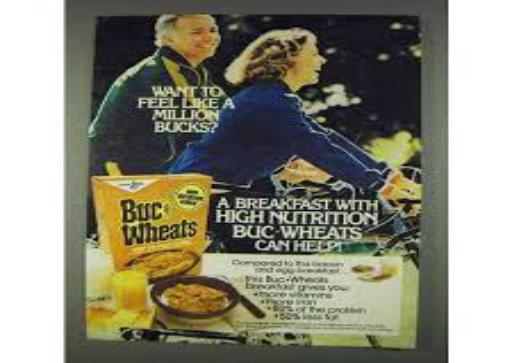 WANT TO
FEEL LIKE A
MILLION
BUCKS?
A BREAKFAST WITH
HIGH NUTRITION
BUC·WHEATS
CAN HELP!
Buc
Wheats
Compared to the bacon
and egg breakfast
this Buc•Wheats
breakfast gives you:
•more vitamins
•more iron
of the protein
•50% less fat